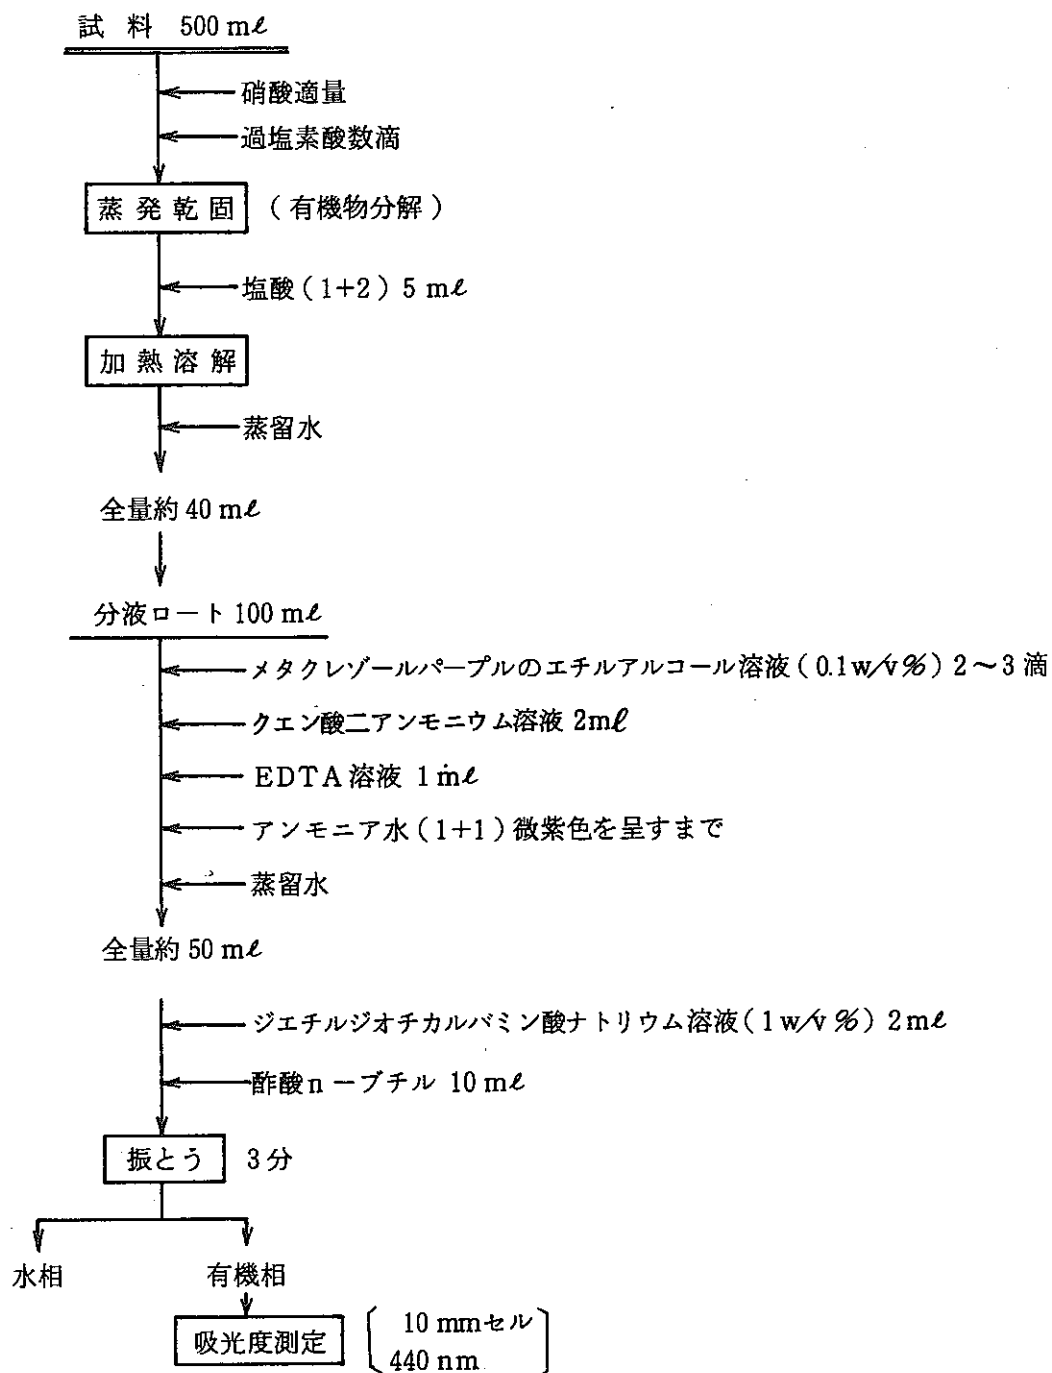 試料 500 mℓ
硝酸適量
過塩素酸数滴
蒸発乾固 (有機物分解)
塩酸(1+2) 5 mℓ
加熱溶解
蒸留水
全量約 40 mℓ
分液ロート 100 mℓ
メタクレゾールパープルのエチルアルコール溶液(0.1w/v%) 2~3 滴
クエン酸二アンモニウム溶液 2mℓ
EDTA溶液 1mℓ
アンモニア水(1+1)微紫色を呈すまで
蒸留水
全量約 50 mℓ
ジエチルジオチカルバミン酸ナトリウム溶液(1w/v%) 2mℓ
酢酸n-ブチル 10 mℓ
振とう 3分
水相 有機相
吸光度測定 10 mmセル
440 nm